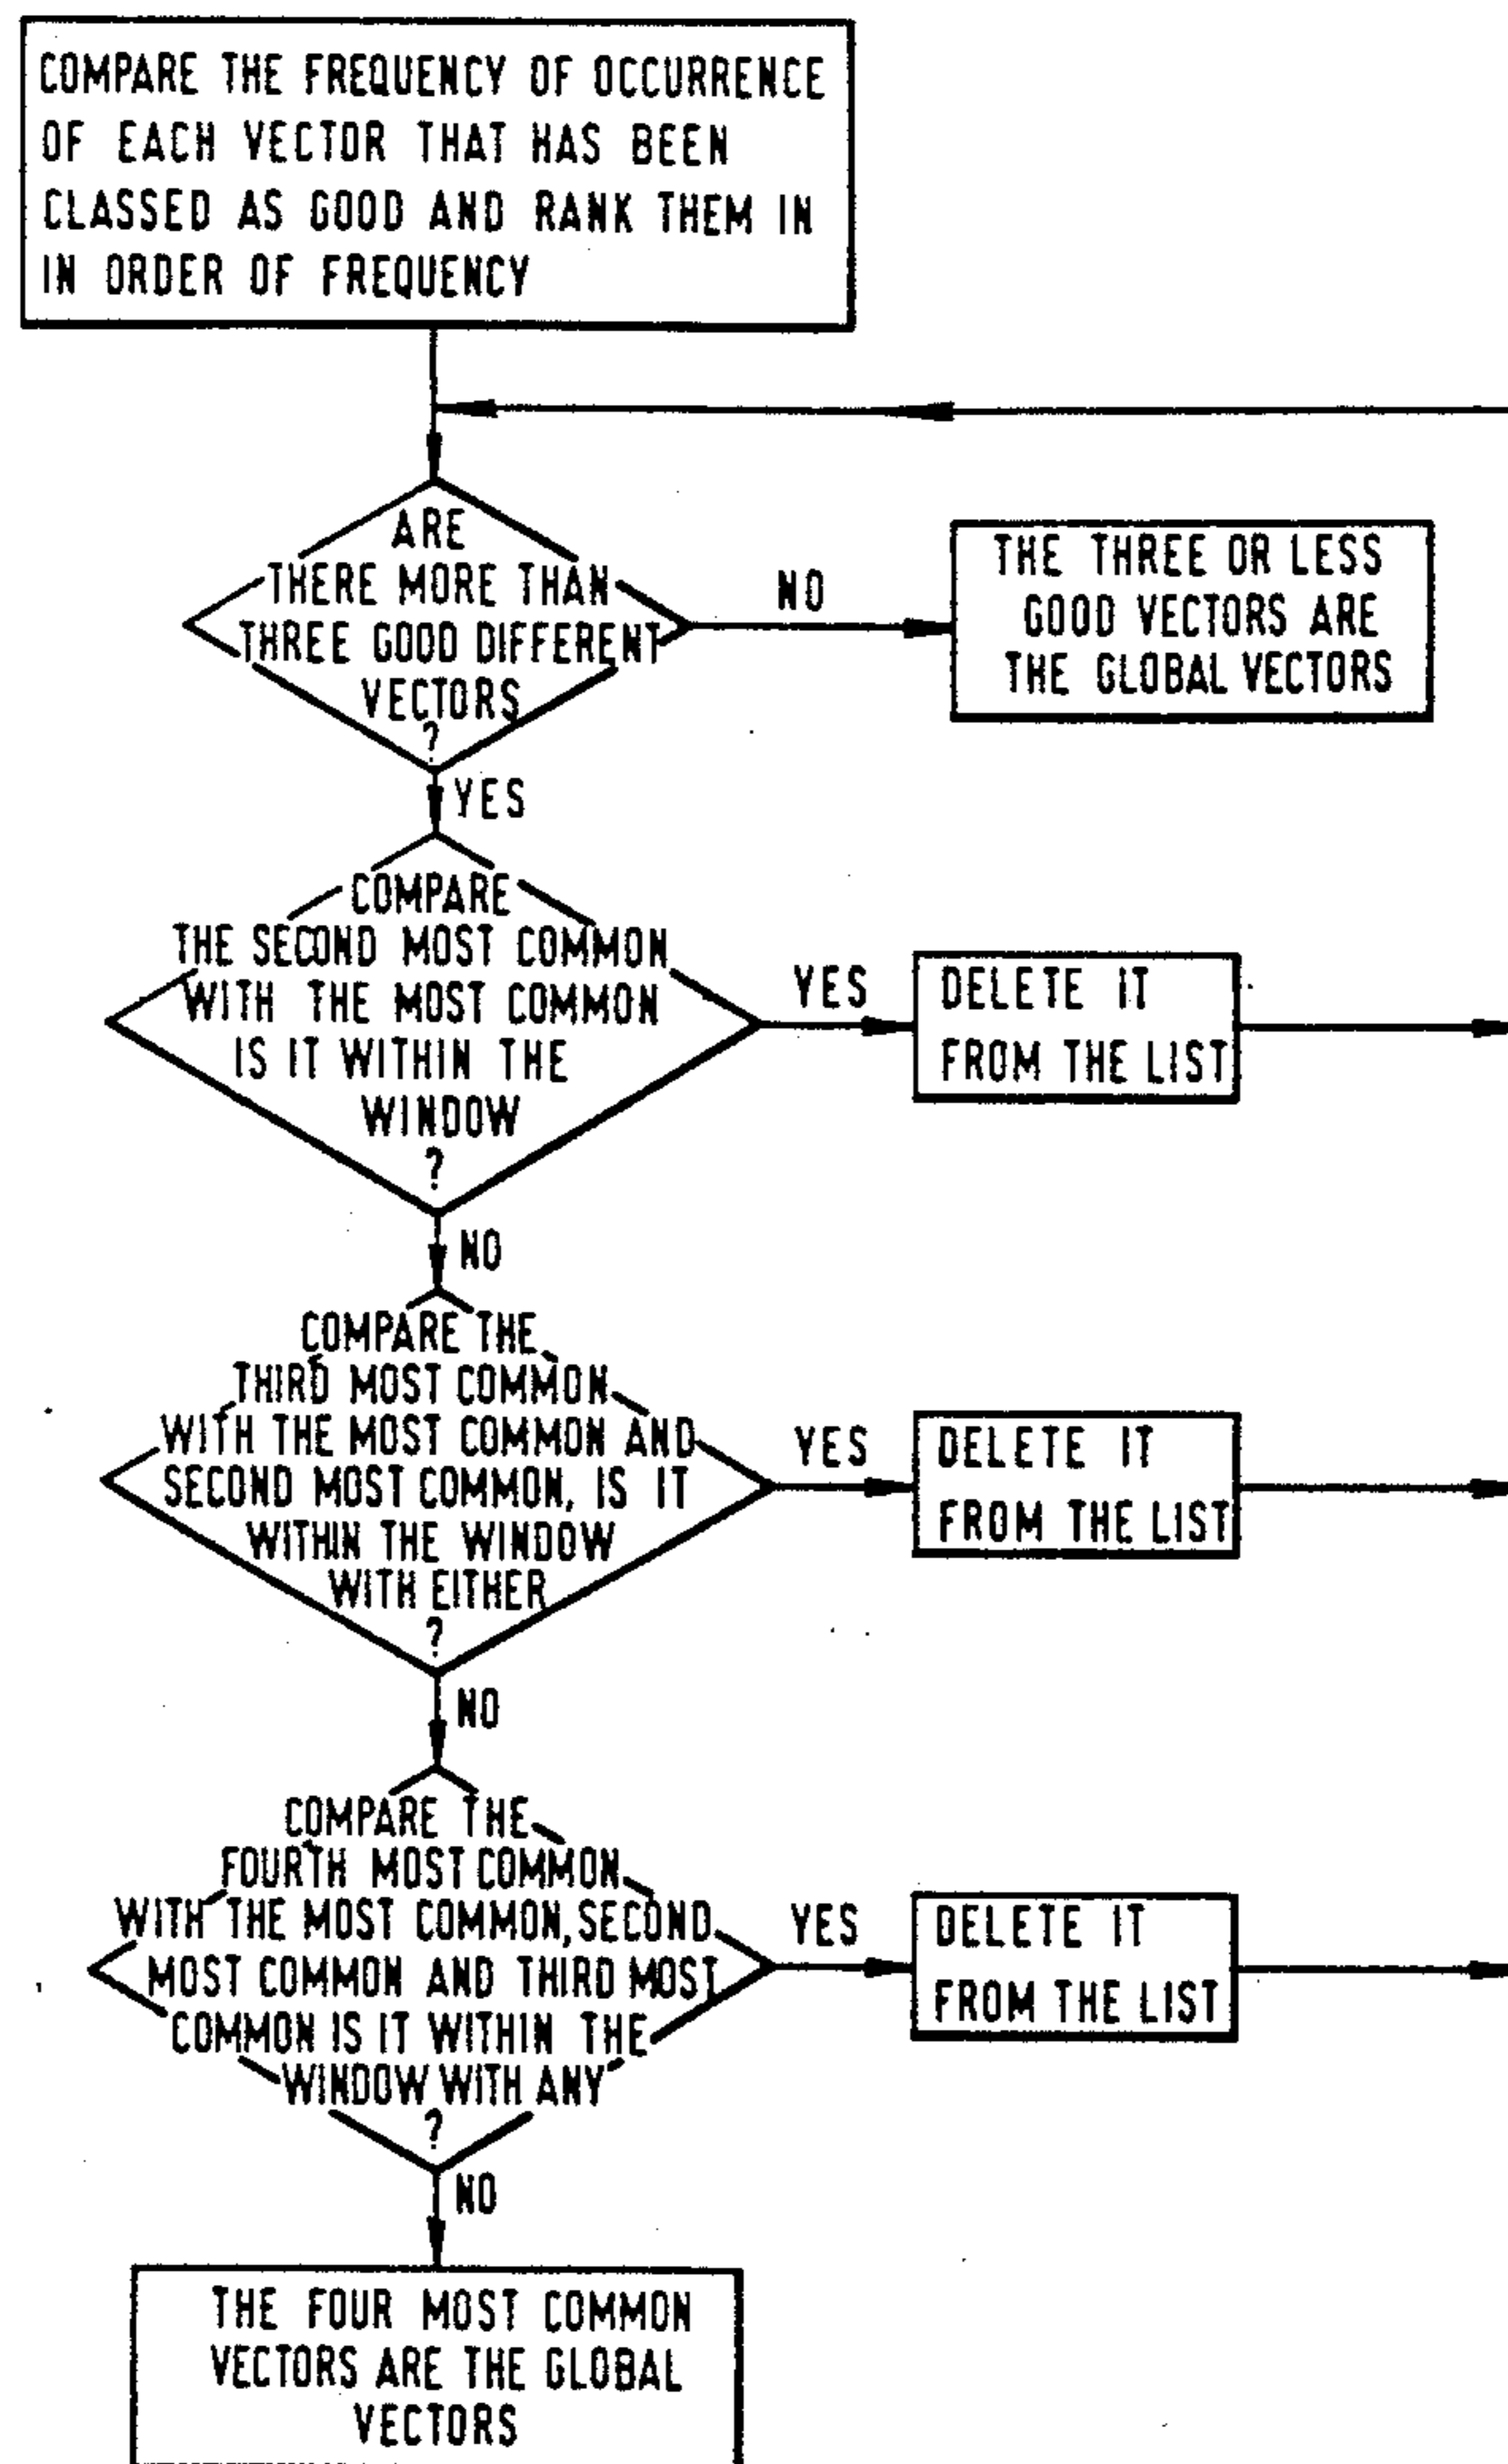 COMPARE THE FREQUENCY OF OCCURRENCE
OF EACH VECTOR THAT HAS BEEN
CLASSED AS GOOD AND RANK THEM IN
IN ORDER OF FREQUENCY
ARE
THERE MORE THAN
THREE GOOD DIFFERENT
VECTORS
?
NO
THE THREE OR LESS
GOOD VECTORS ARE
THE GLOBAL VECTORS
YES
COMPARE
THE SECOND MOST COMMON
WITH THE MOST COMMON
IS IT WITHIN THE
WINDOW
?
YES
DELETE IT
FROM THE LIST
NO
COMPARE THE
THIRD MOST COMMON
WITH THE MOST COMMON AND
SECOND MOST COMMON, IS IT
WITHIN THE WINDOW
WITH EITHER
?
YES
DELETE IT
FROM THE LIST
NO
COMPARE THE
FOURTH MOST COMMON
WITH THE MOST COMMON, SECOND
MOST COMMON AND THIRD MOST
COMMON IS IT WITHIN THE
WINDOW WITH ANY
?
YES
DELETE IT
FROM THE LIST
NO
THE FOUR MOST COMMON
VECTORS ARE THE GLOBAL
VECTORS